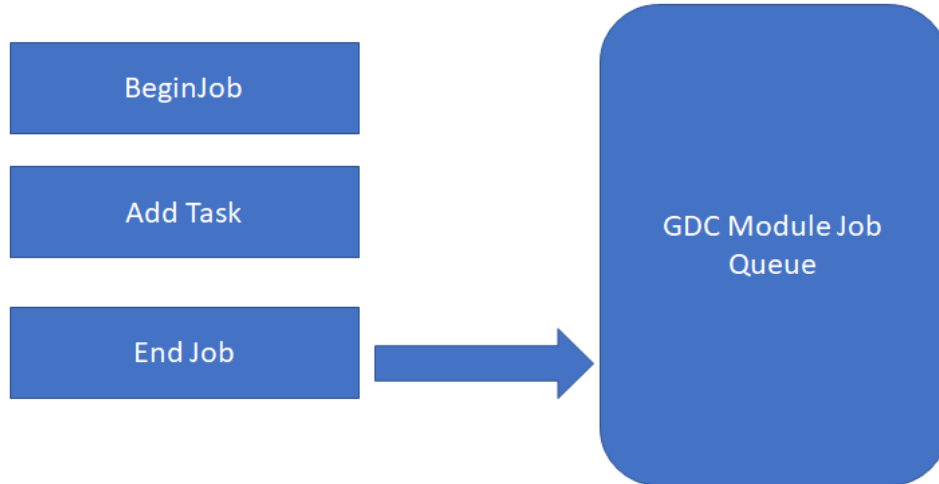 BeginJob
Add Task
End Job
GDC Module Job
Queue